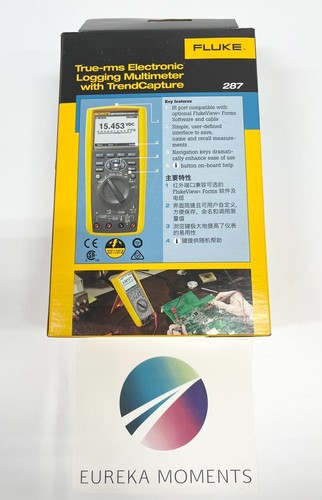 FLUKE®
True-rms Electronic
Logging Multimeter
with TrendCapture
287
Key features
1 IR port compatible with
optional FlukeView® Forms
Software and cable
2 Simple, user-defined
interface to save,
name and recall measure-
ments
3 Navigation keys dramati-
cally enhance ease of use
4 i button on-board help
主要特性
1 红外端口兼容可选的
FlukeView® Forms 软件及
电缆
2 界面简捷且可用户自定义,
方便保存、命名和调用测
量值
3 浏览键极大地提高了仪表
的易用性
4 i 键提供随机帮助
15.453 VDC
EUREKA MOMENTS